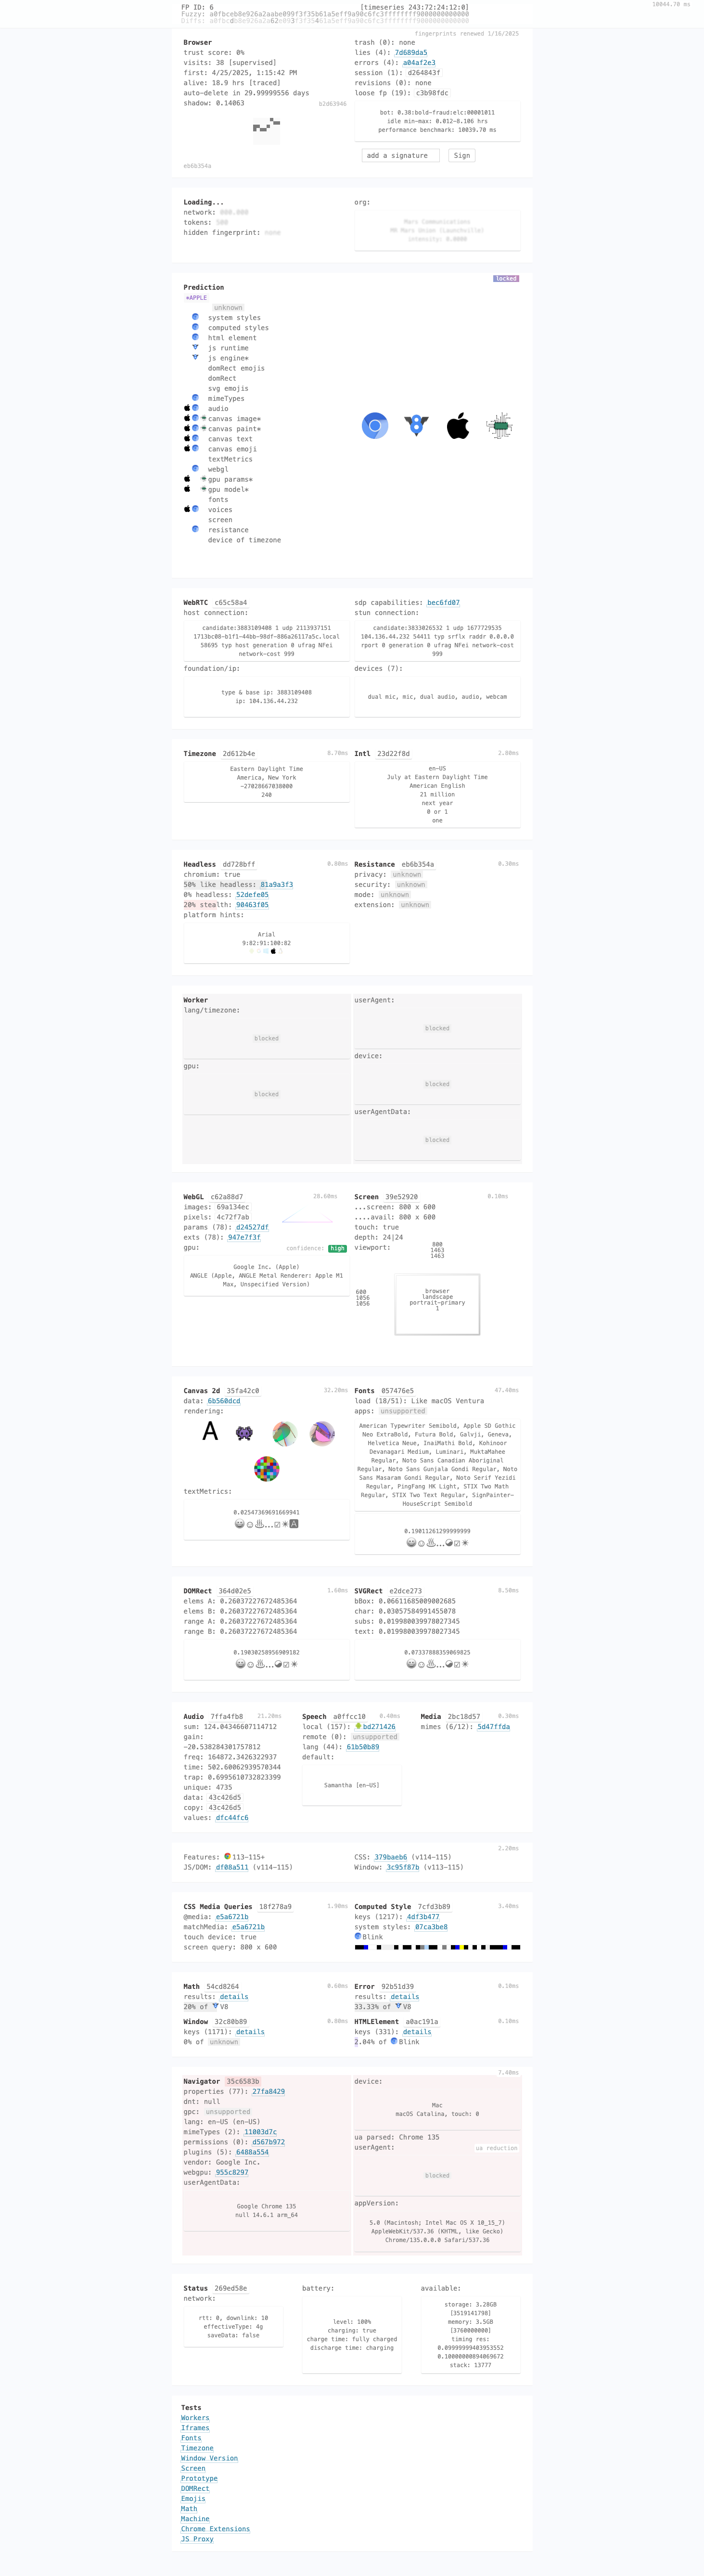 FP ID: 6
[timeseries 243:72:24:12:0]
10044.70 ms
Fuzzy: a0fbceb8e926a2aabe099f3f35b61a5eff9a90c6fc3ffffffff9000000000000
fingerprints renewed 1/16/2025
Browser
trust score: 0%
visits: 38 [supervised]
first: 4/25/2025, 1:15:42 PM
alive: 18.9 hrs [traced]
auto-delete in 29.99999556 days
shadow: 0.14063
b2d63946
eb6b354a
trash (0): none
lies (4): 7d689da5
errors (4): a04af2e3
session (1): d264843f
revisions (0): none
loose fp (19): c3b98fdc
bot: 0.38:bold-fraud:elc:00001011
idle min-max: 0.012-8.106 hrs
performance benchmark: 10039.70 ms
add a signature
Sign
Loading...
network:
tokens:
hidden fingerprint:
org:
locked
Prediction
+APPLE
unknown
system styles
computed styles
html element
js runtime
js engine*
domRect emojis
domRect
svg emojis
mimeTypes
audio
canvas image*
canvas paint*
canvas text
canvas emoji
textMetrics
webgl
gpu params*
gpu model*
fonts
voices
screen
resistance
device of timezone
WebRTC c65c58a4
host connection:
candidate:3883109408 1 udp 2113937151
1713bc08-b1f1-44bb-98df-886a26117a5c.local
58695 typ host generation 0 ufrag NFei
network-cost 999
foundation/ip:
type & base ip: 3883109408
ip: 104.136.44.232
sdp capabilities: bec6fd07
stun connection:
candidate:3833026532 1 udp 1677729535
104.136.44.232 54411 typ srflx raddr 0.0.0.0
rport 0 generation 0 ufrag NFei network-cost
999
devices (7):
dual mic, mic, dual audio, audio, webcam
Timezone 2d612b4e 8.70ms
Eastern Daylight Time
America, New York
-27028667038000
240
Intl 23d22f8d 2.80ms
en-US
July at Eastern Daylight Time
American English
21 million
next year
0 or 1
one
Headless dd728bff 0.80ms
chromium: true
50% like headless: 81a9a3f3
0% headless: 52defe05
20% stealth: 90463f05
platform hints:
Arial
9:82:91:100:82
Resistance eb6b354a 0.30ms
privacy: unknown
security: unknown
mode: unknown
extension: unknown
Worker
lang/timezone:
blocked
gpu:
blocked
userAgent:
blocked
device:
blocked
userAgentData:
blocked
WebGL c62a88d7 28.60ms
images: 69a134ec
pixels: 4c72f7ab
params (78): d24527df
exts (78): 947e7f3f
gpu: confidence: high
Google Inc. (Apple)
ANGLE (Apple, ANGLE Metal Renderer: Apple M1
Max, Unspecified Version)
Screen 39e52920 0.10ms
...screen: 800 x 600
....avail: 800 x 600
touch: true
depth: 24|24
viewport:
800
1463
1463
600
1056
1056
browser
landscape
portrait-primary
1
Canvas 2d 35fa42c0 32.20ms
data: 6b560dcd
rendering:
A
textMetrics:
0.02547369691669941
😀☺♨...☑✳🅰
Fonts 057476e5 47.40ms
load (18/51): Like macOS Ventura
apps: unsupported
American Typewriter Semibold, Apple SD Gothic
Neo ExtraBold, Futura Bold, Galvji, Geneva,
Helvetica Neue, InaiMathi Bold, Kohinoor
Devanagari Medium, Luminari, MuktaMahee
Regular, Noto Sans Canadian Aboriginal
Regular, Noto Sans Gunjala Gondi Regular, Noto
Sans Masaram Gondi Regular, Noto Serif Yezidi
Regular, PingFang HK Light, STIX Two Math
Regular, STIX Two Text Regular, SignPainter-
HouseScript Semibold
0.19011261299999999
DOMRect 364d02e5 1.60ms
elems A: 0.26037227672485364
elems B: 0.26037227672485364
range A: 0.26037227672485364
range B: 0.26037227672485364
0.19030258956909182
SVGRect e2dce273 8.50ms
bBox: 0.06611685009002685
char: 0.03057584991455078
subs: 0.019980039978027345
text: 0.019980039978027345
0.07337888359069825
Audio 7ffa4fb8 21.20ms
sum: 124.04346607114712
gain:
-20.538284301757812
freq: 164872.3426322937
time: 502.60062939570344
trap: 0.6995610732823399
unique: 4735
data: 43c426d5
copy: 43c426d5
values: dfc44fc6
Speech a0ffcc10 0.40ms
local (157): bd271426
remote (0): unsupported
lang (44): 61b50b89
default:
Samantha [en-US]
Media 2bc18d57 0.30ms
mimes (6/12): 5d47ffda
2.20ms
Features: 113-115+
JS/DOM: df08a511 (v114-115)
CSS: 379baeb6 (v114-115)
Window: 3c95f87b (v113-115)
CSS Media Queries 18f278a9 1.90ms
@media: e5a6721b
matchMedia: e5a6721b
touch device: true
screen query: 800 x 600
Computed Style 7cfd3b89 3.40ms
keys (1217): 4df3b477
system styles: 07ca3be8
Blink
Math 54cd8264 0.60ms
results: details
20% of V8
Error 92b51d39 0.10ms
results: details
33.33% of V8
Window 32c80b89 0.80ms
keys (1171): details
0% of unknown
HTMLElement a0ac191a 0.10ms
keys (331): details
2.04% of Blink
7.40ms
Navigator 35c6583b
properties (77): 27fa8429
dnt: null
gpc: unsupported
lang: en-US (en-US)
mimeTypes (2): 11003d7c
permissions (0): d567b972
plugins (5): 6488a554
vendor: Google Inc.
webgpu: 955c8297
userAgentData:
Google Chrome 135
null 14.6.1 arm_64
device:
Mac
macOS Catalina, touch: 0
ua parsed: Chrome 135
userAgent: ua reduction
blocked
appVersion:
5.0 (Macintosh; Intel Mac OS X 10_15_7)
AppleWebKit/537.36 (KHTML, like Gecko)
Chrome/135.0.0.0 Safari/537.36
Status 269ed58e
network:
rtt: 0, downlink: 10
effectiveType: 4g
saveData: false
battery:
level: 100%
charging: true
charge time: fully charged
discharge time: charging
available:
storage: 3.28GB
[3519141798]
memory: 3.5GB
[3760000000]
timing res:
0.09999999403953552
0.10000000894069672
stack: 13777
Tests
Workers
Iframes
Fonts
Timezone
Window Version
Screen
Prototype
DOMRect
Emojis
Math
Machine
Chrome Extensions
JS Proxy